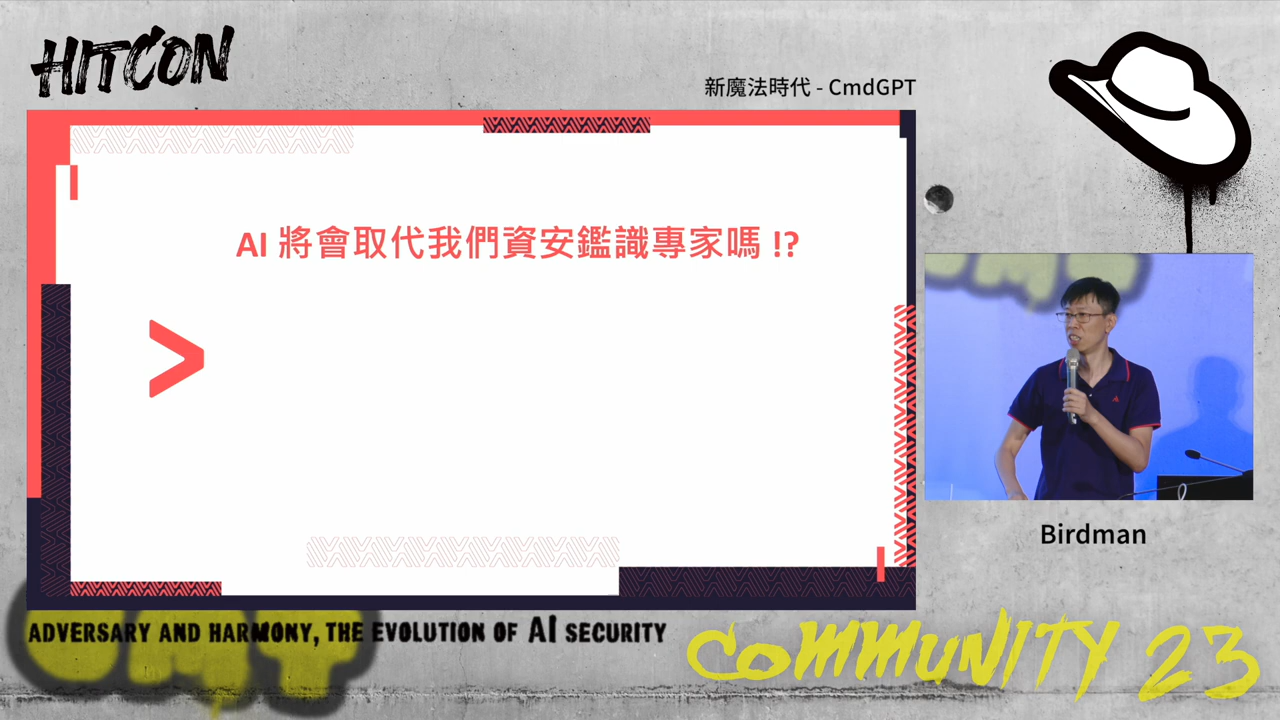 HITCON
新魔法時代 - CmdGPT
AI 將會取代我們資安鑑識專家嗎 !?
>
Birdman
ADVERSARY AND HARMONY, THE EVOLUTION OF AI SECURITY
COMMUNITY 23